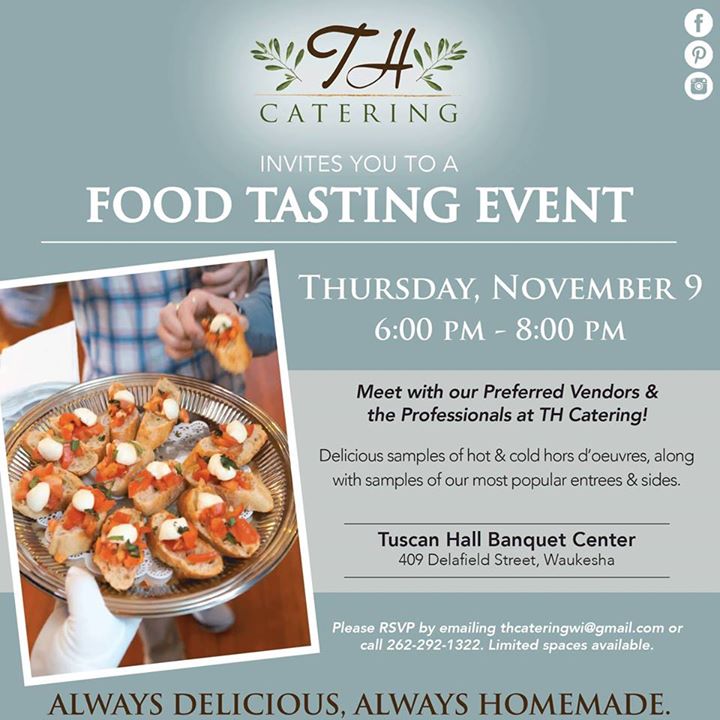 TH
CATERING
INVITES YOU TO A
FOOD TASTING EVENT
THURSDAY, NOVEMBER 9
6:00 PM - 8:00 PM
Meet with our Preferred Vendors &
the Professionals at TH Catering!
Delicious samples of hot & cold hors d'oeuvres, along
with samples of our most popular entrees & sides.
Tuscan Hall Banquet Center
409 Delafield Street, Waukesha
Please RSVP by emailing thcateringwi@gmail.com or
call 262-292-1322. Limited spaces available.
ALWAYS DELICIOUS, ALWAYS HOMEMADE.